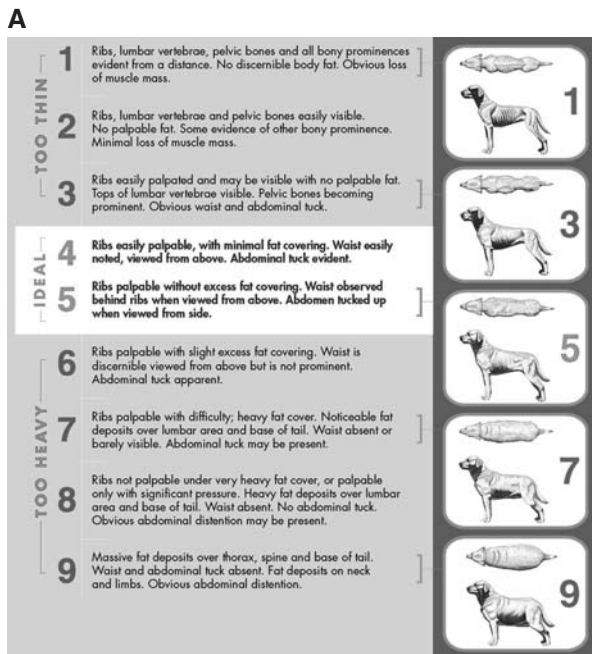 A
TOO THIN
1
Ribs, lumbar vertebrae, pelvic bones and all bony prominences
evident from a distance. No discernible body fat. Obvious loss
of muscle mass.
2
Ribs, lumbar vertebrae and pelvic bones easily visible.
No palpable fat. Some evidence of other bony prominence.
Minimal loss of muscle mass.
3
Ribs easily palpated and may be visible with no palpable fat.
Tops of lumbar vertebrae visible. Pelvic bones becoming
prominent. Obvious waist and abdominal tuck.
IDEAL
4
Ribs easily palpable, with minimal fat covering. Waist easily
noted, viewed from above. Abdominal tuck evident.
5
Ribs palpable without excess fat covering. Waist observed
behind ribs when viewed from above. Abdomen tucked up
when viewed from side.
TOO HEAVY
6
Ribs palpable with slight excess fat covering. Waist is
discernible viewed from above but is not prominent.
Abdominal tuck apparent.
7
Ribs palpable with difficulty; heavy fat cover. Noticeable fat
deposits over lumbar area and base of tail. Waist absent or
barely visible. Abdominal tuck may be present.
8
Ribs not palpable under very heavy fat cover, or palpable
only with significant pressure. Heavy fat deposits over lumbar
area and base of tail. Waist absent. No abdominal tuck.
Obvious abdominal distention may be present.
9
Massive fat deposits over thorax, spine and base of tail.
Waist and abdominal tuck absent. Fat deposits on neck
and limbs. Obvious abdominal distention.
1
3
5
7
9